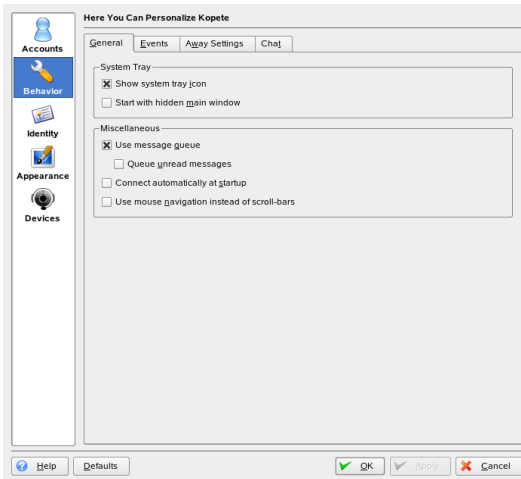 Here You Can Personalize Kopete
Accounts
Behavior
Identity
Appearance
Devices
General Events Away Settings Chat
System Tray
Show system tray icon
Start with hidden main window
Miscellaneous
Use message queue
Queue unread messages
Connect automatically at startup
Use mouse navigation instead of scroll-bars
Help Defaults OK Apply Cancel